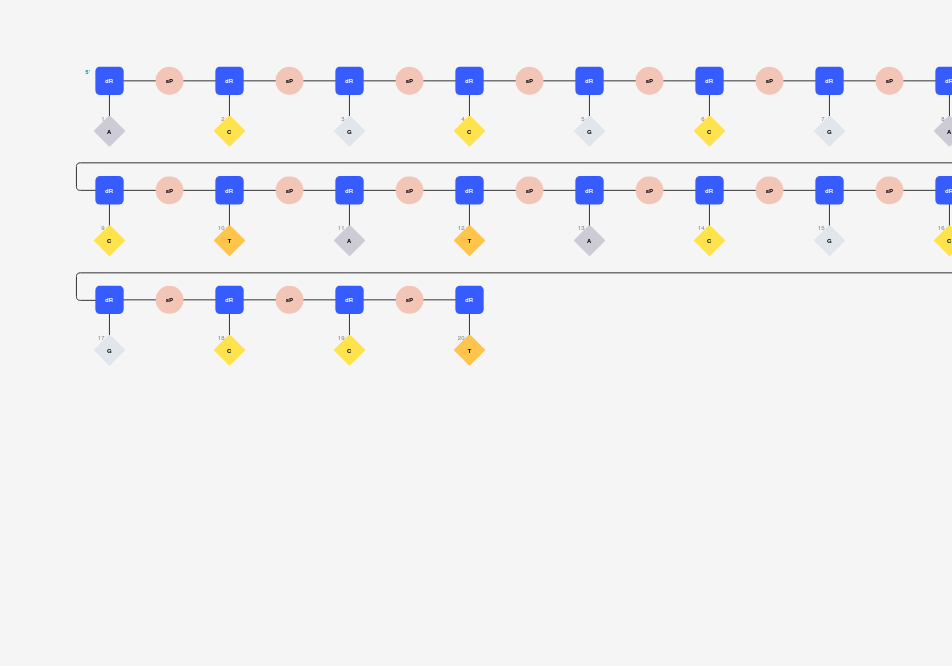 5' dR sP dR sP dR sP dR sP dR sP dR sP dR sP dR
1 2 3 4 5 6 7 8
A C G C G C G A
dR sP dR sP dR sP dR sP dR sP dR sP dR sP dR
9 10 11 12 13 14 15 16
C T A T A C G C
dR sP dR sP dR sP dR
17 18 19 20
G C C T